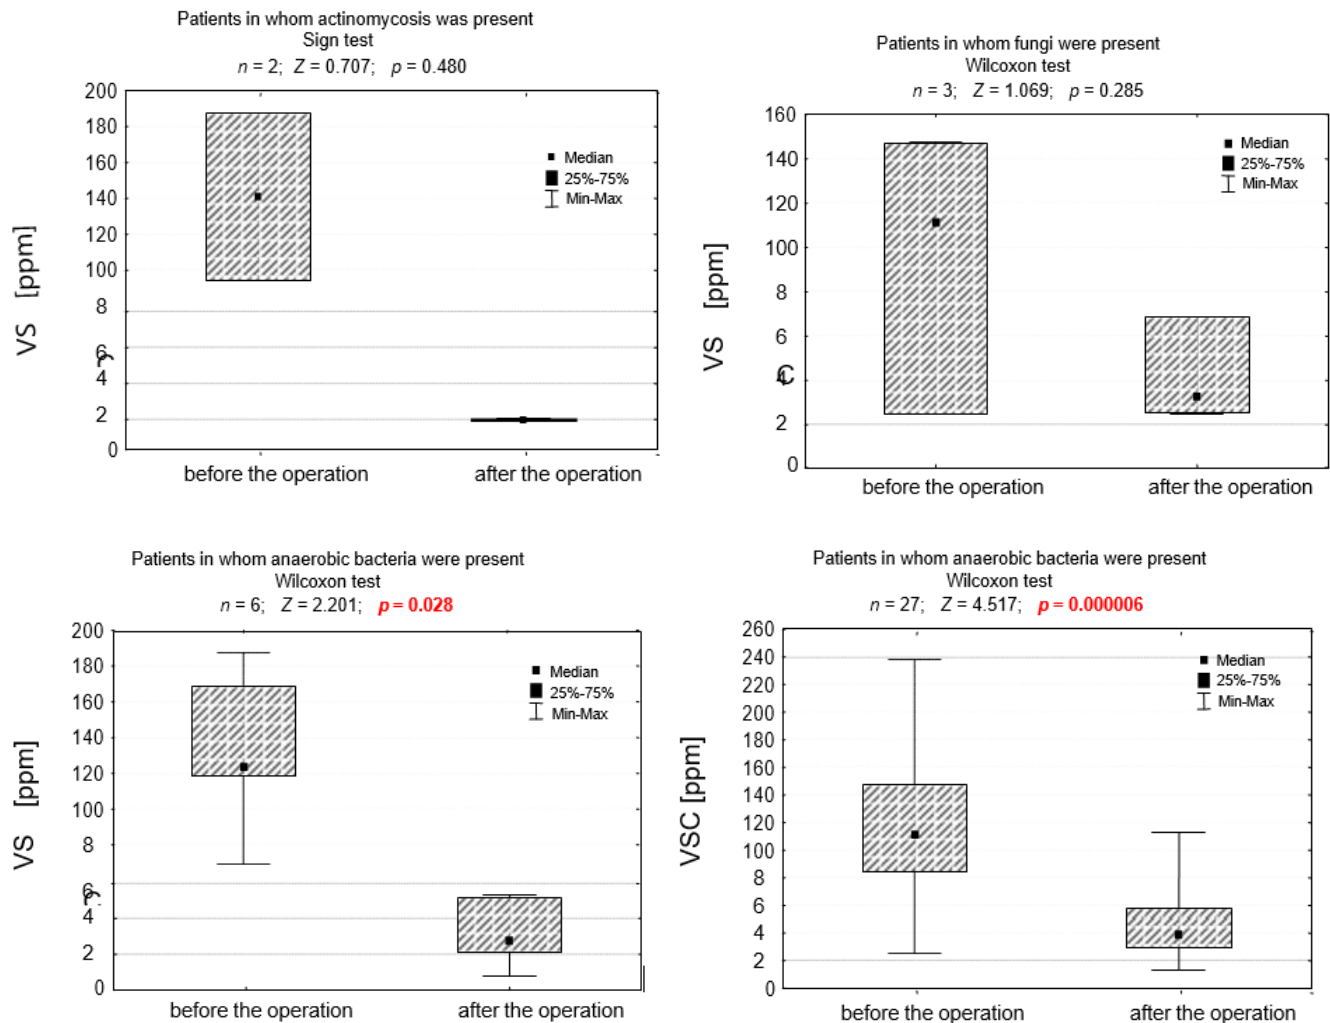 Patients in whom actinomycosis was present
Sign test
n = 2; Z = 0.707; p = 0.480
200
180
160
140
120
100
8
6
4
2
0
VS [ppm]
Median
25%-75%
Min-Max
before the operation
after the operation
Patients in whom fungi were present
Wilcoxon test
n = 3; Z = 1.069; p = 0.285
160
140
120
100
8
6
4
2
0
VS [ppm]
C
Median
25%-75%
Min-Max
before the operation
after the operation
Patients in whom anaerobic bacteria were present
Wilcoxon test
n = 6; Z = 2.201; p = 0.028
200
180
160
140
120
100
8
6
4
2
0
VS [ppm]
Median
25%-75%
Min-Max
before the operation
after the operation
Patients in whom anaerobic bacteria were present
Wilcoxon test
n = 27; Z = 4.517; p = 0.000006
260
240
220
200
180
160
140
120
100
8
6
4
2
0
VSC [ppm]
Median
25%-75%
Min-Max
before the operation
after the operation